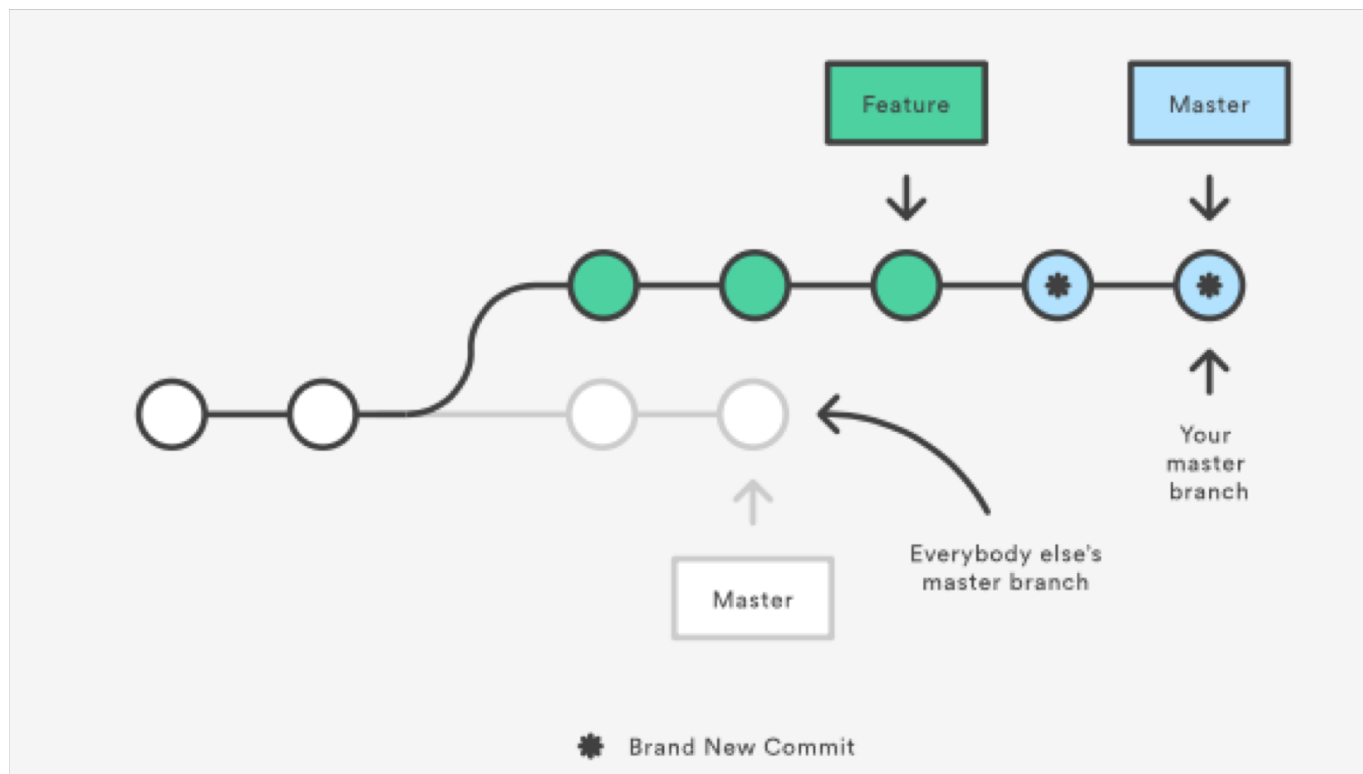 Feature
Master
Your
master
branch
Everybody else's
master branch
Master
Brand New Commit